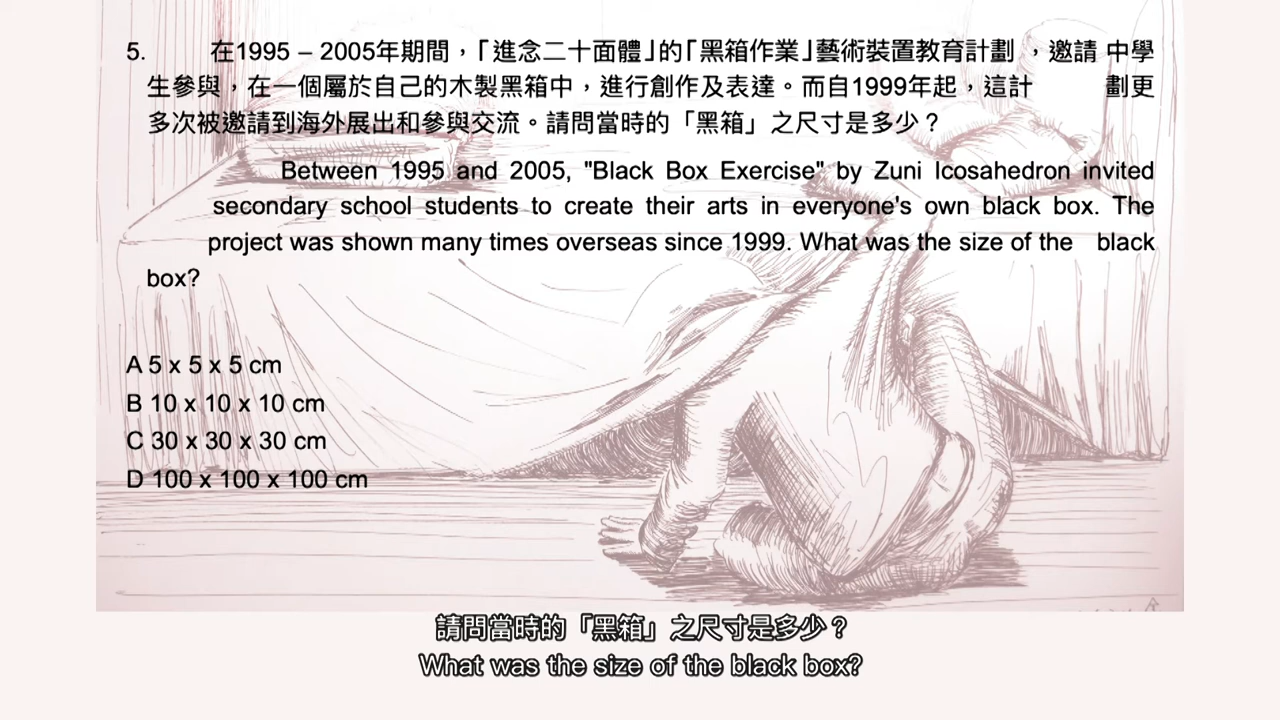 5. 在1995 – 2005年期間，「進念二十面體」的「黑箱作業」藝術裝置教育計劃 ，邀請 中學
生參與，在一個屬於自己的木製黑箱中，進行創作及表達。而自1999年起，這計 劃更
多次被邀請到海外展出和參與交流。請問當時的「黑箱」之尺寸是多少？
Between 1995 and 2005, "Black Box Exercise" by Zuni Icosahedron invited
secondary school students to create their arts in everyone's own black box. The
project was shown many times overseas since 1999. What was the size of the black
box?
A 5 x 5 x 5 cm
B 10 x 10 x 10 cm
C 30 x 30 x 30 cm
D 100 x 100 x 100 cm
請問當時的「黑箱」之尺寸是多少？
What was the size of the black box?